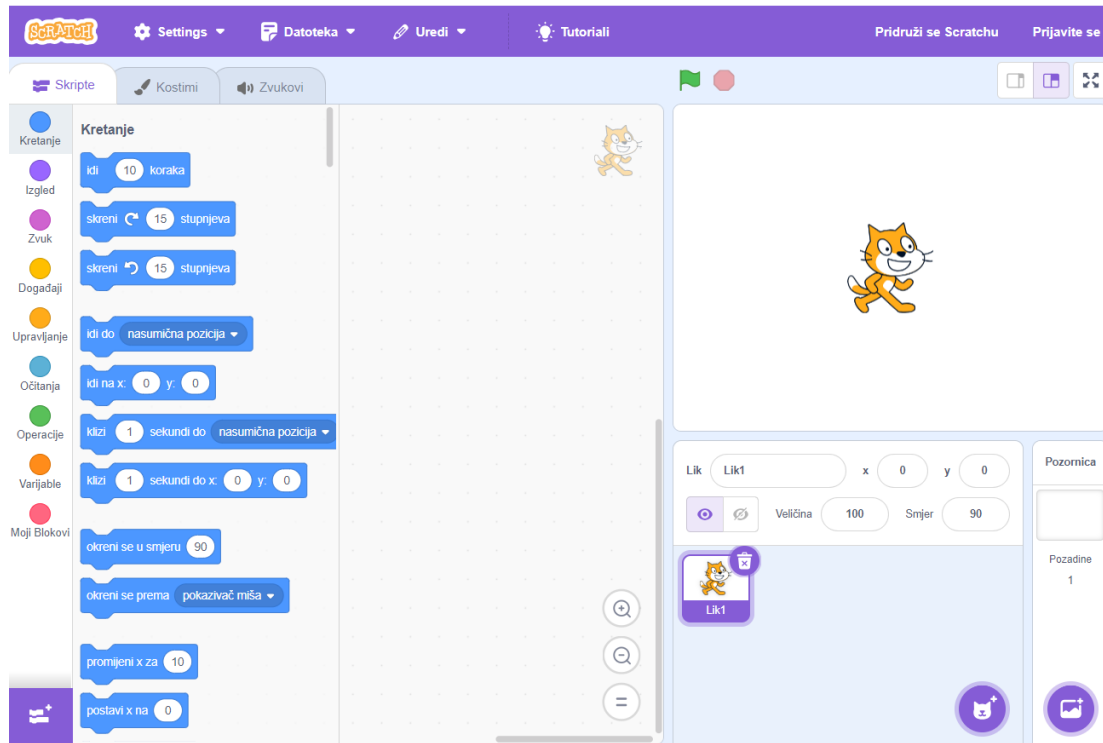 SCRATCH Settings Datoteka Uredi Tutoriali Pridruži se Scratchu Prijavite se
Skripte Kostimi Zvukovi
Kretanje
Izgled
Zvuk
Događaji
Upravljanje
Očitanja
Operacije
Varijable
Moji Blokovi
Kretanje
idi 10 koraka
skreni 15 stupnjeva
skreni 15 stupnjeva
idi do nasumična pozicija
idi na x: 0 y: 0
klizi 1 sekundi do nasumična pozicija
klizi 1 sekundi do x: 0 y: 0
okreni se u smjeru 90
okreni se prema pokazivač miša
promijeni x za 10
postavi x na 0
Lik Lik1 x 0 y 0
Veličina 100 Smjer 90
Lik1
Pozornica
Pozadine
1